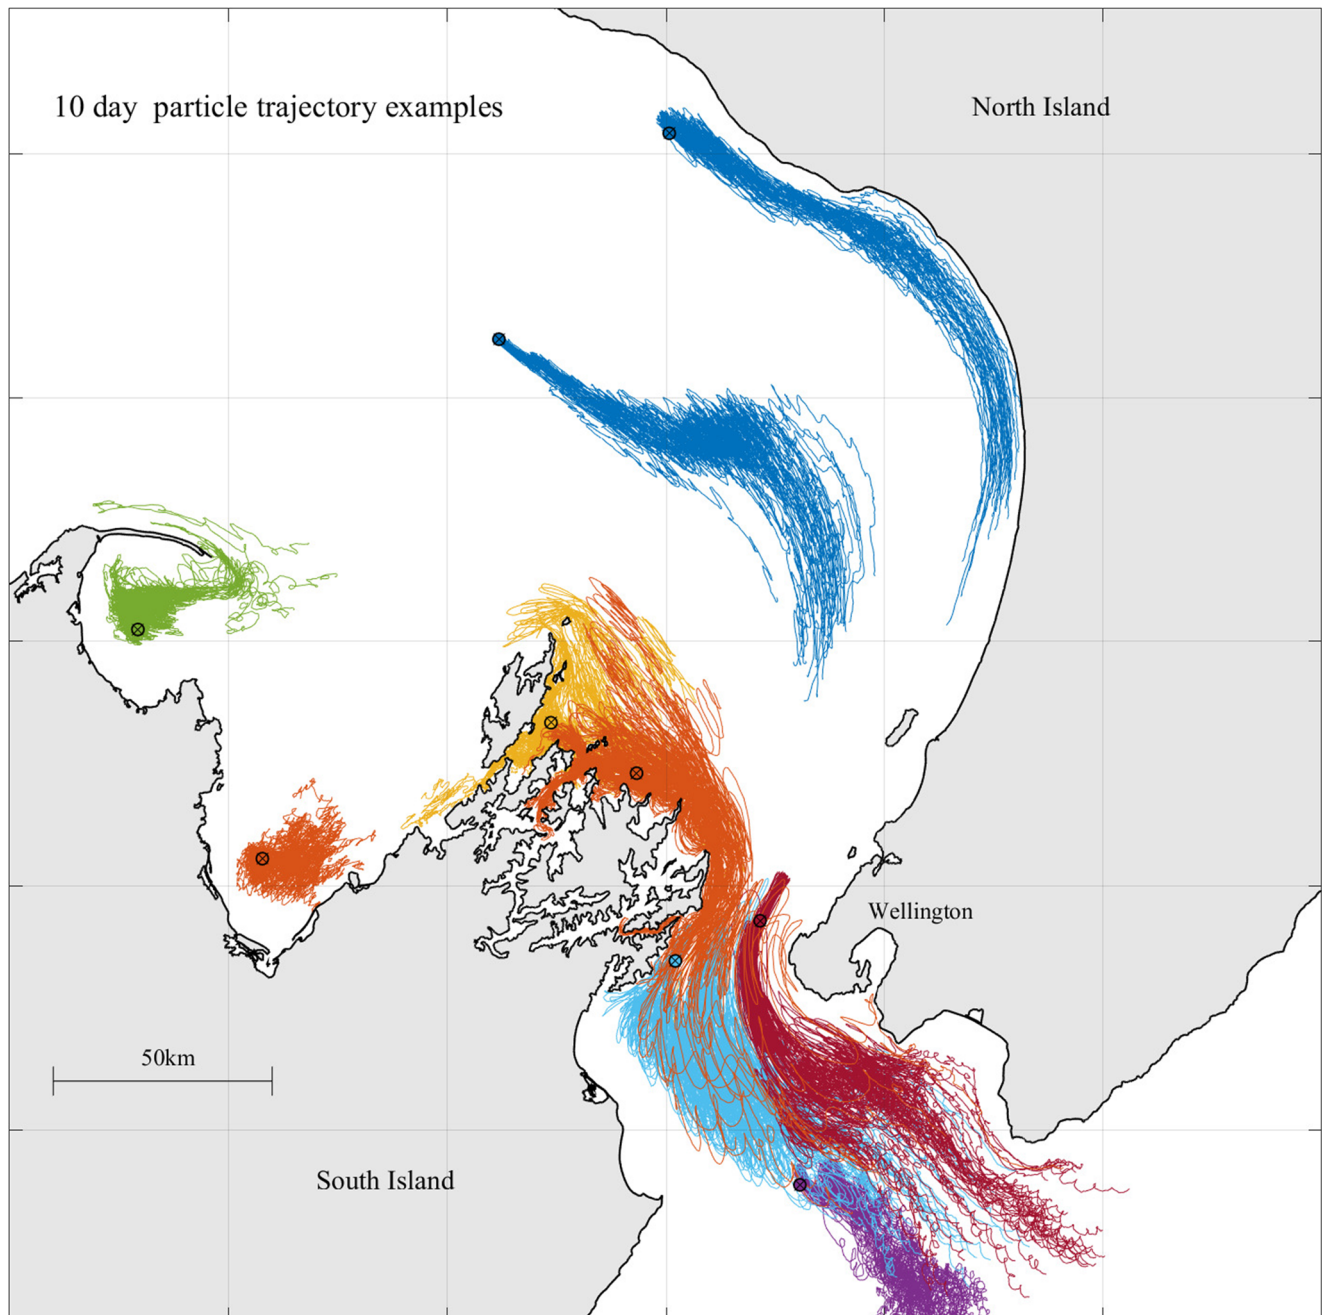 10 day  particle trajectory examples
North Island
Wellington
50km
South Island